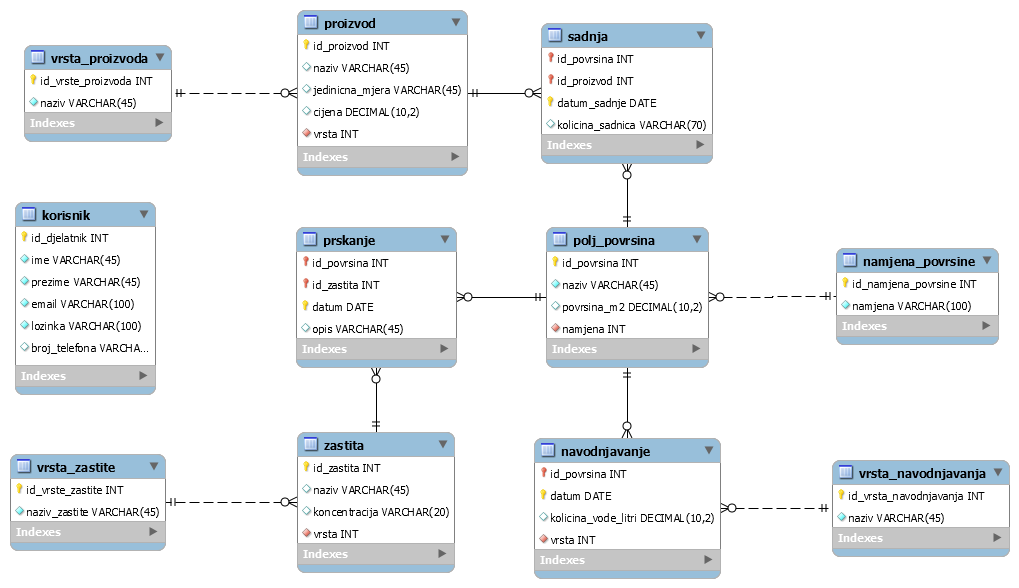 vrsta_proizvoda
id_vrste_proizvoda INT
naziv VARCHAR(45)
Indexes
proizvod
id_proizvod INT
naziv VARCHAR(45)
jedinicna_mjera VARCHAR(45)
cijena DECIMAL(10,2)
vrsta INT
Indexes
sadnja
id_povrsina INT
id_proizvod INT
datum_sadnje DATE
kolicina_sadnica VARCHAR(70)
Indexes
korisnik
id_djelatnik INT
ime VARCHAR(45)
prezime VARCHAR(45)
email VARCHAR(100)
lozinka VARCHAR(100)
broj_telefona VARCHA...
Indexes
prskanje
id_povrsina INT
id_zastita INT
datum DATE
opis VARCHAR(45)
Indexes
polj_povrsina
id_povrsina INT
naziv VARCHAR(45)
povrsina_m2 DECIMAL(10,2)
namjena INT
Indexes
namjena_povrsine
id_namjena_povrsine INT
namjena VARCHAR(100)
Indexes
vrsta_zastite
id_vrste_zastite INT
naziv_zastite VARCHAR(45)
Indexes
zastita
id_zastita INT
naziv VARCHAR(45)
koncentracija VARCHAR(20)
vrsta INT
Indexes
navodnjavanje
id_povrsina INT
datum DATE
kolicina_vode_litri DECIMAL(10,2)
vrsta INT
Indexes
vrsta_navodnjavanja
id_vrsta_navodnjavanja INT
naziv VARCHAR(45)
Indexes